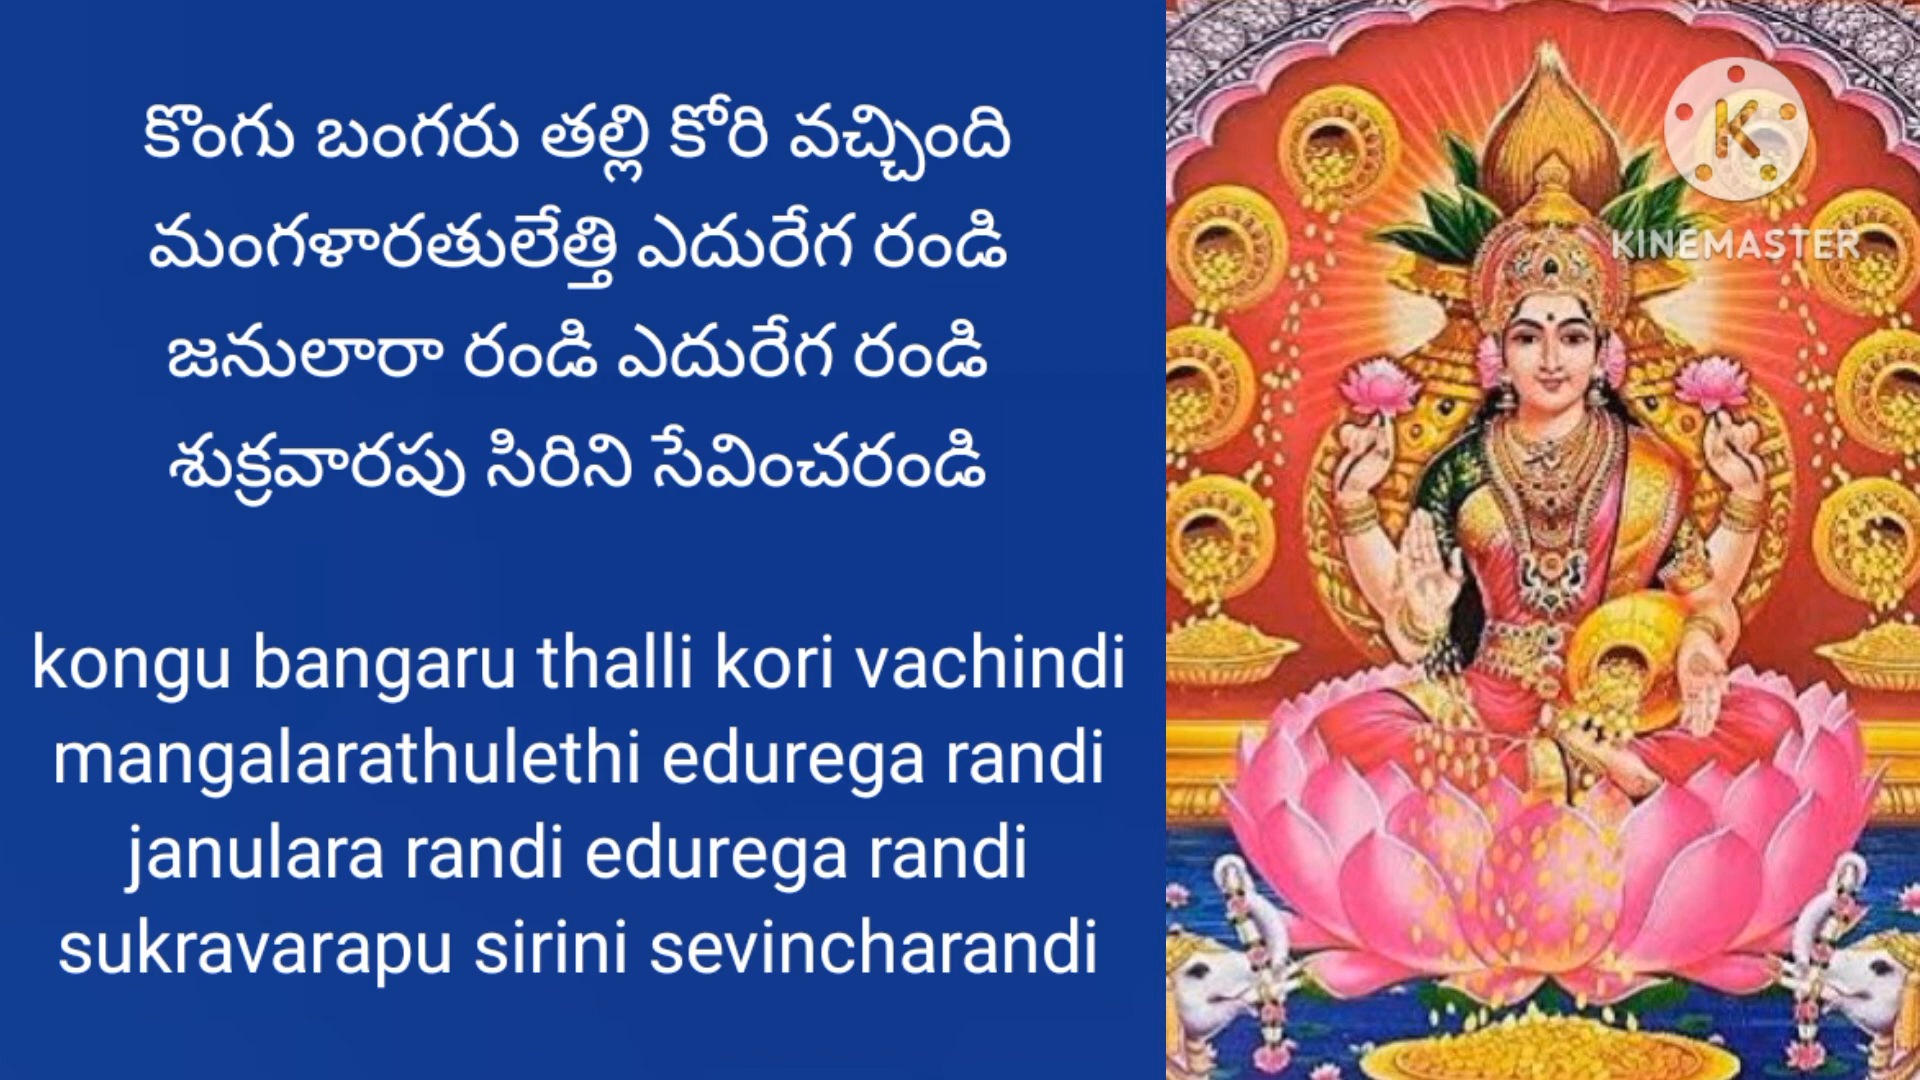 కొంగు బంగరు తల్లి కోరి వచ్చింది
మంగళారతులేత్తి ఎదురేగ రండి
జనులారా రండి ఎదురేగ రండి
శుక్రవారపు సిరిని సేవించరండి
kongu bangaru thalli kori vachindi
mangalarathulethi edurega randi
janulara randi edurega randi
sukravarapu sirini sevincharandi
K
KINEMASTER